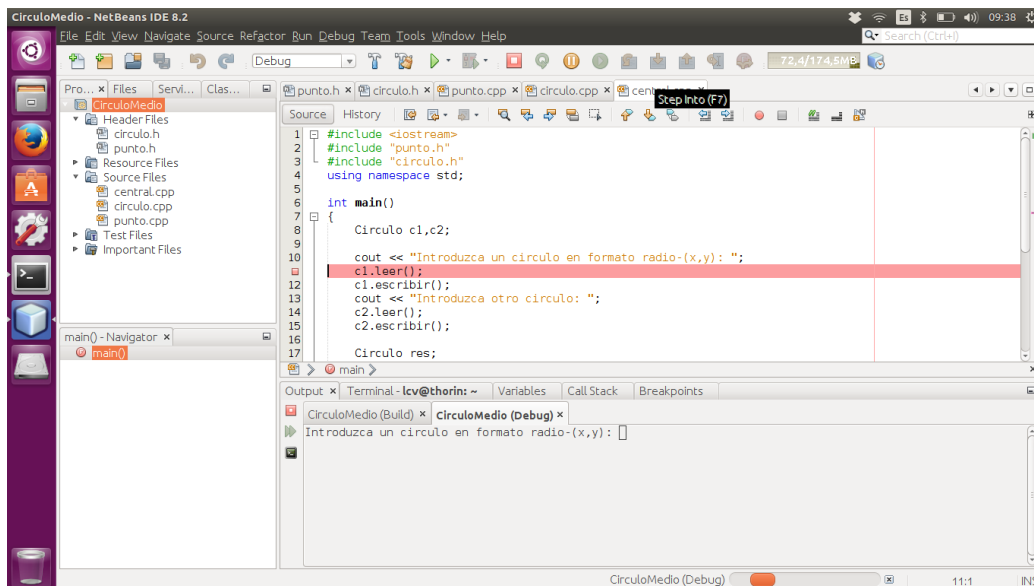 CirculoMedio - NetBeans IDE 8.2
Es
09:38
File Edit View Navigate Source Refactor Run Debug Team Tools Window Help
Search (Ctrl+I)
Debug
72,4/174,5MB
Pro... Files Servi... Clas...
punto.h circulo.h punto.cpp circulo.cpp
Step Into (F7)
CirculoMedio
Header Files
circulo.h
punto.h
Resource Files
Source Files
central.cpp
circulo.cpp
punto.cpp
Test Files
Important Files
Source History
1 #include <iostream>
2 #include "punto.h"
3 #include "circulo.h"
4 using namespace std;
5
6 int main()
7 {
8 Circulo c1,c2;
9
10 cout << "Introduzca un circulo en formato radio-(x,y): ";
c1.leer();
12 c1.escribir();
13 cout << "Introduzca otro circulo: ";
14 c2.leer();
15 c2.escribir();
16
17 Circulo res;
main
main() - Navigator
main()
Output Terminal - lcv@thorin: ~ Variables Call Stack Breakpoints
CirculoMedio (Build) CirculoMedio (Debug)
Introduzca un circulo en formato radio-(x,y):
CirculoMedio (Debug)
11:1